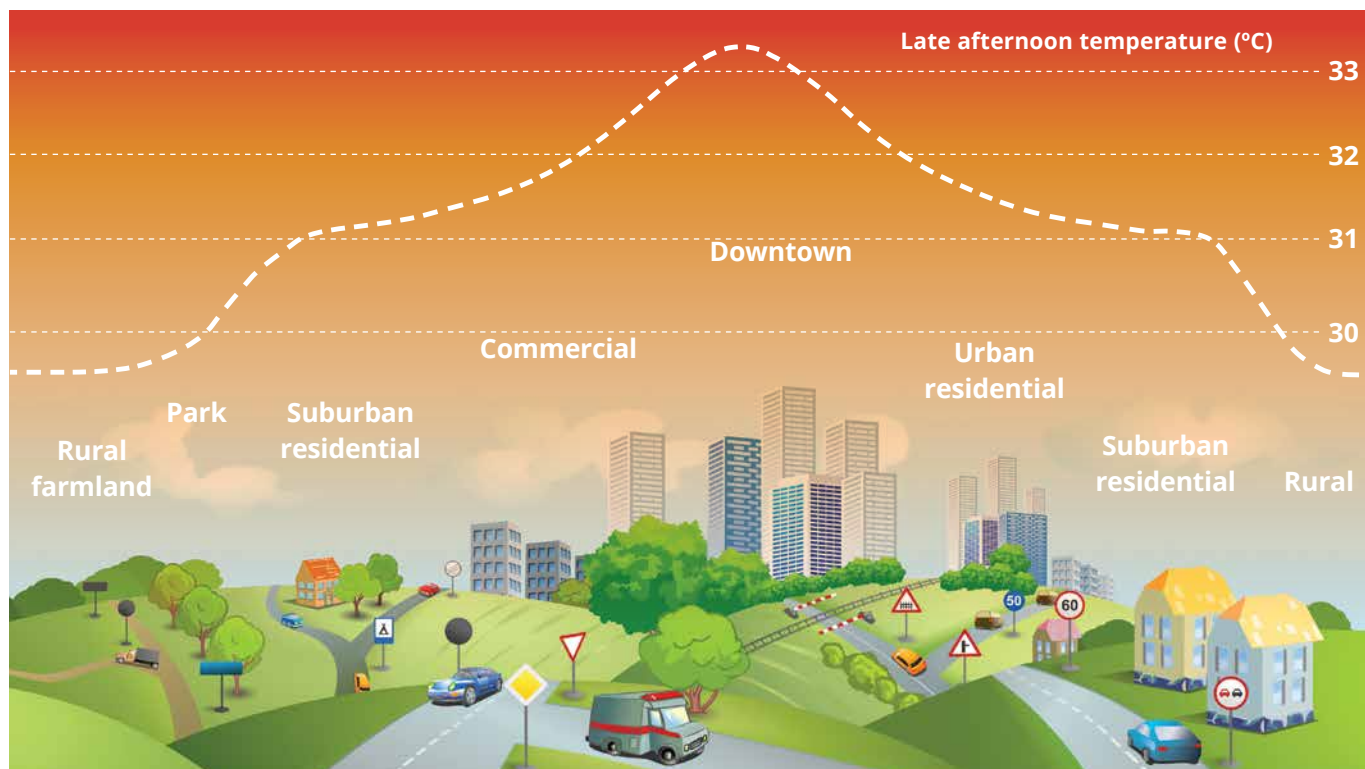 Late afternoon temperature (ºC)
33
32
31
Downtown
30
Commercial
Urban
residential
Park
Suburban
residential
Rural
farmland
Suburban
residential
Rural
50
60